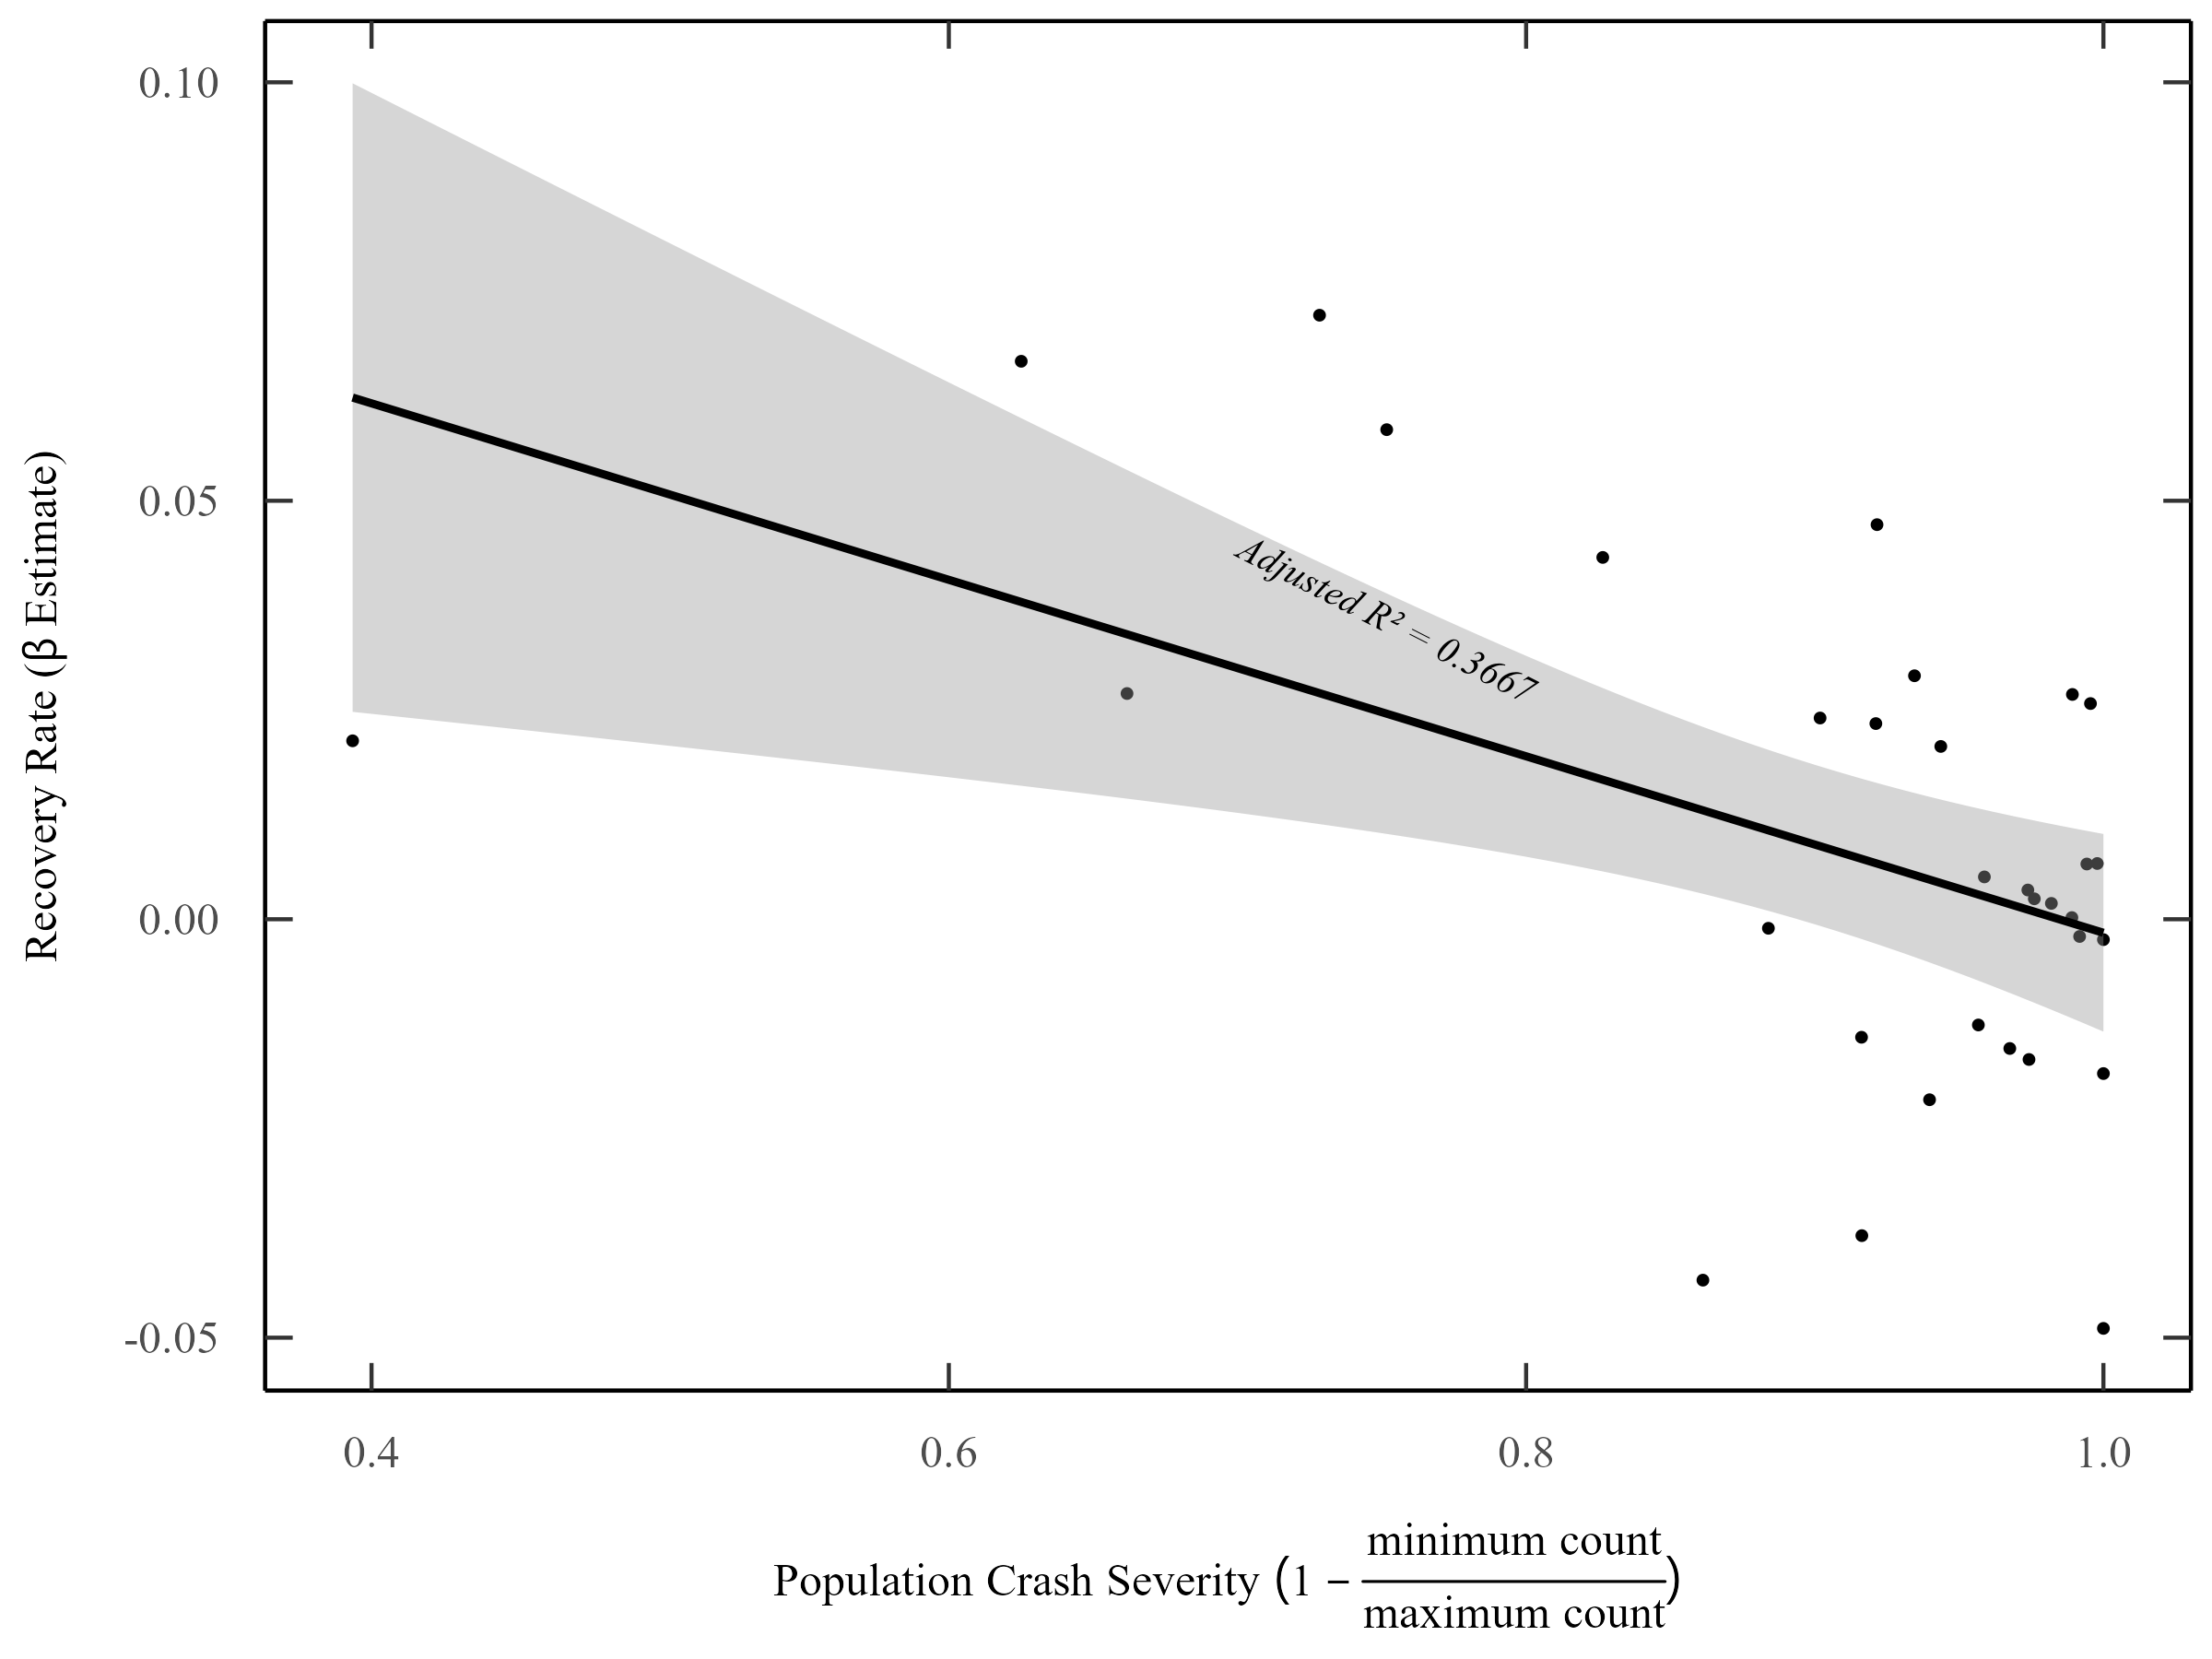 0.10
0.05
0.00
-0.05
Recovery Rate (β Estimate)
Adjusted R² = 0.3667
0.4 0.6 0.8 1.0
Population Crash Severity (1 – minimum count
maximum count)